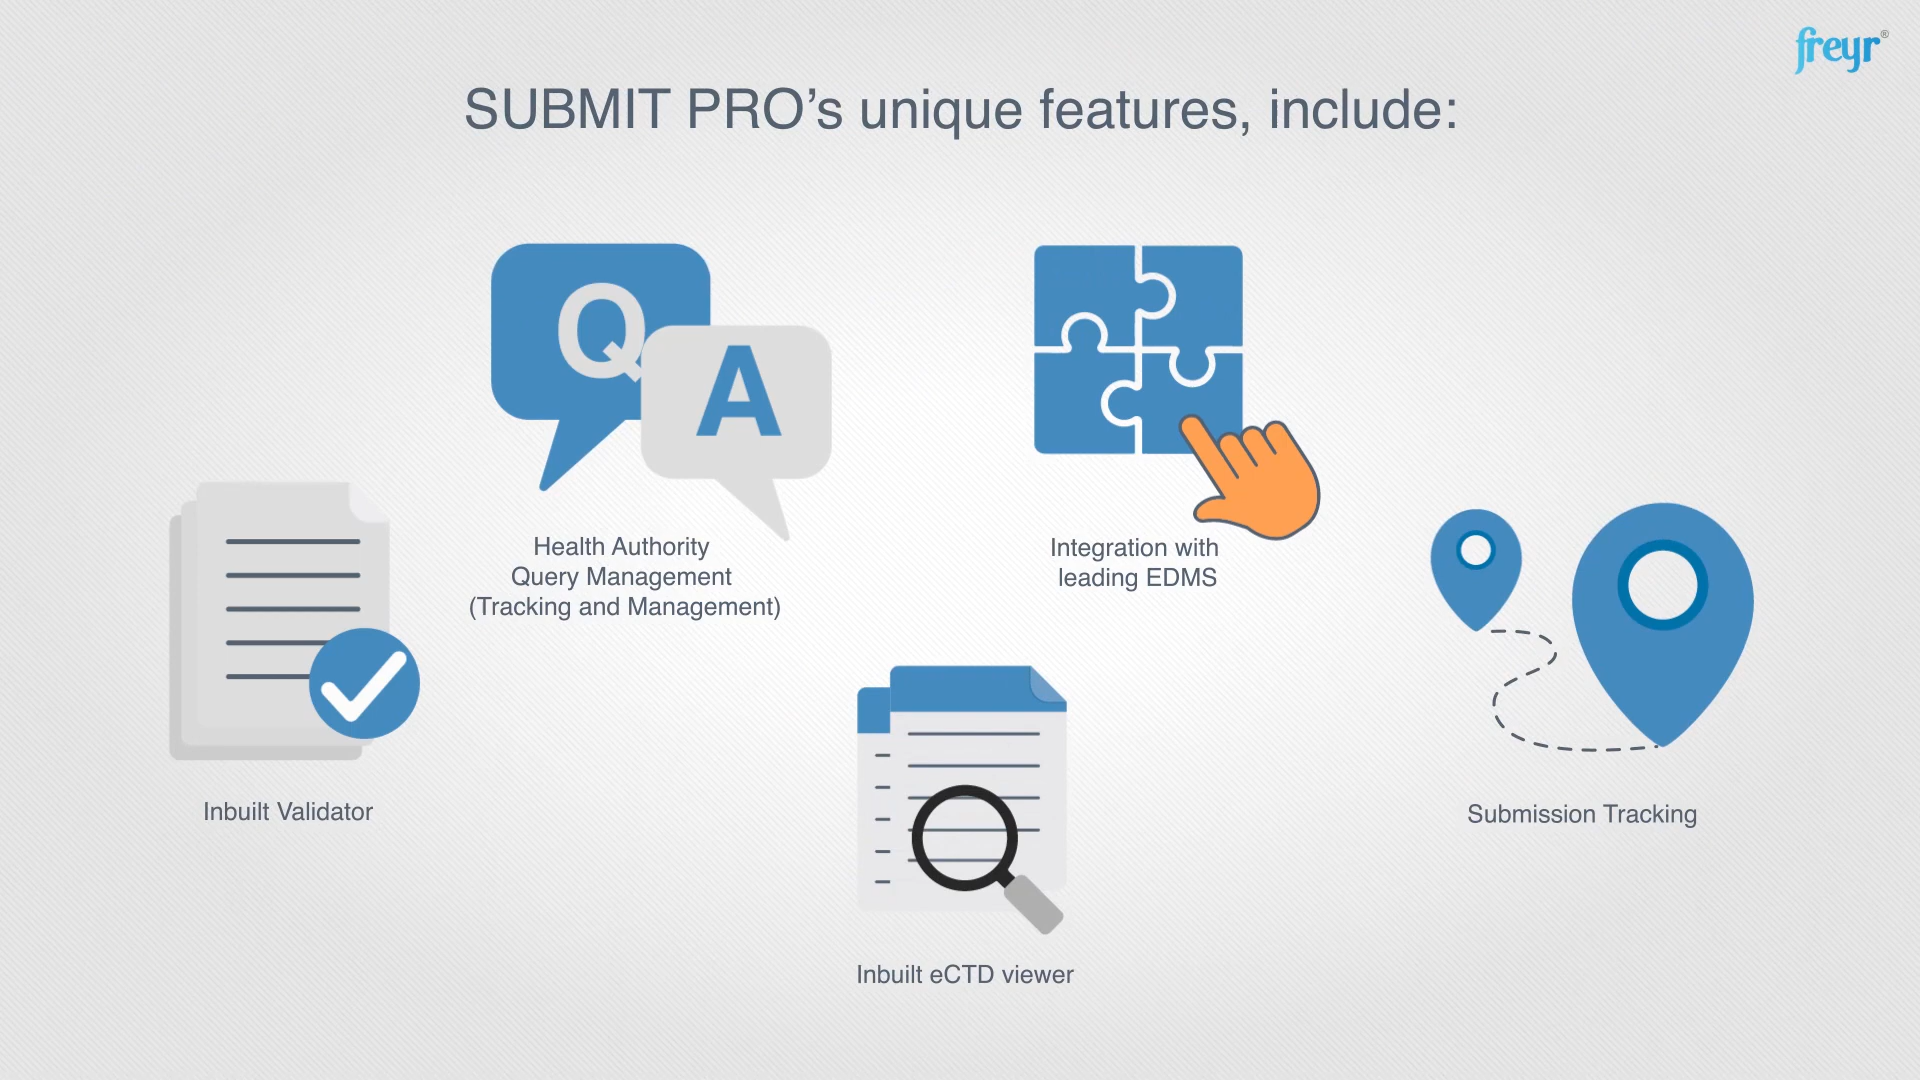 freyr®
SUBMIT PRO’s unique features, include:
Q
A
Health Authority
Query Management
(Tracking and Management)
Integration with
leading EDMS
Inbuilt Validator
Submission Tracking
Inbuilt eCTD viewer